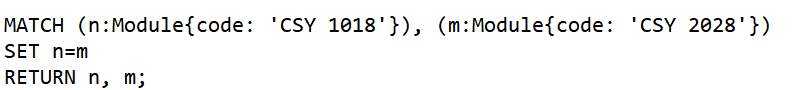 MATCH (n:Module{code: 'CSY 1018'}), (m:Module{code: 'CSY 2028'})
SET n=m
RETURN n, m;